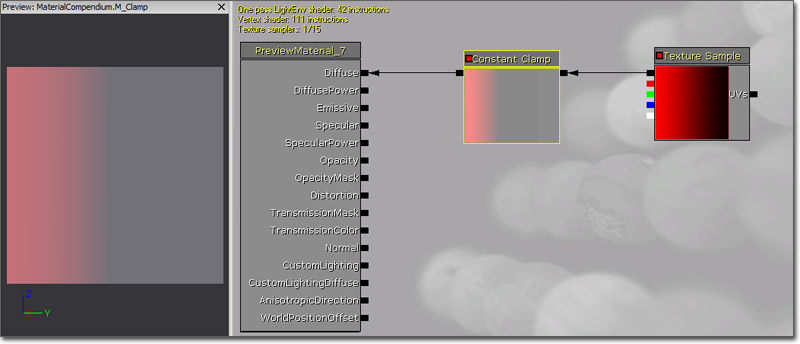 Preview: MaterialCompendium.M_Clamp
One pass LightEnv shader: 42 instructions
Vertex shader: 111 instructions
Texture samplers: 1/15
PreviewMaterial_7
Diffuse
DiffusePower
Emissive
Specular
SpecularPower
Opacity
OpacityMask
Distortion
TransmissionMask
TransmissionColor
Normal
CustomLighting
CustomLightingDiffuse
AnisotropicDirection
WorldPositionOffset
Constant Clamp
Texture Sample
UVs
Z
X
Y